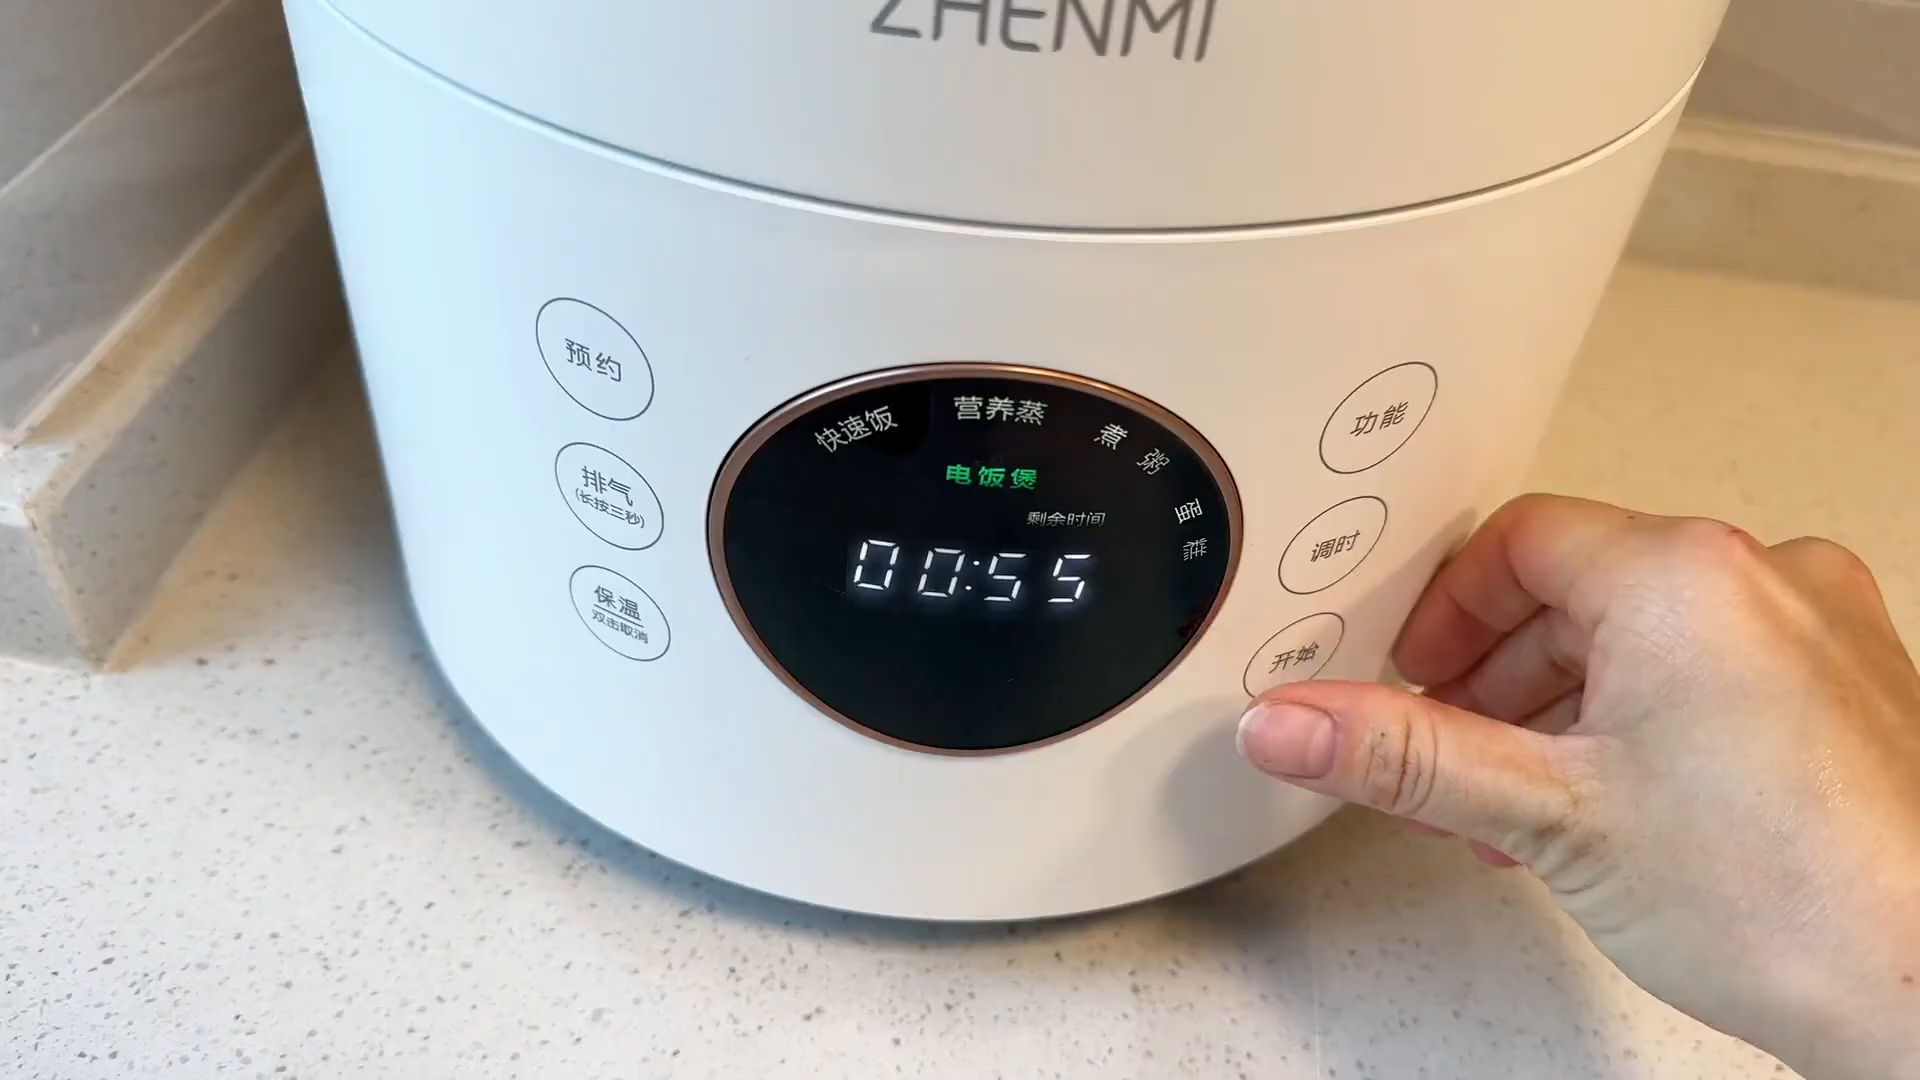 ZHENMI
预约
排气
(长按三秒)
保温
双击取消
快速饭
营养蒸
煮粥
蛋糕
电饭煲
剩余时间
00:55
功能
调时
开始